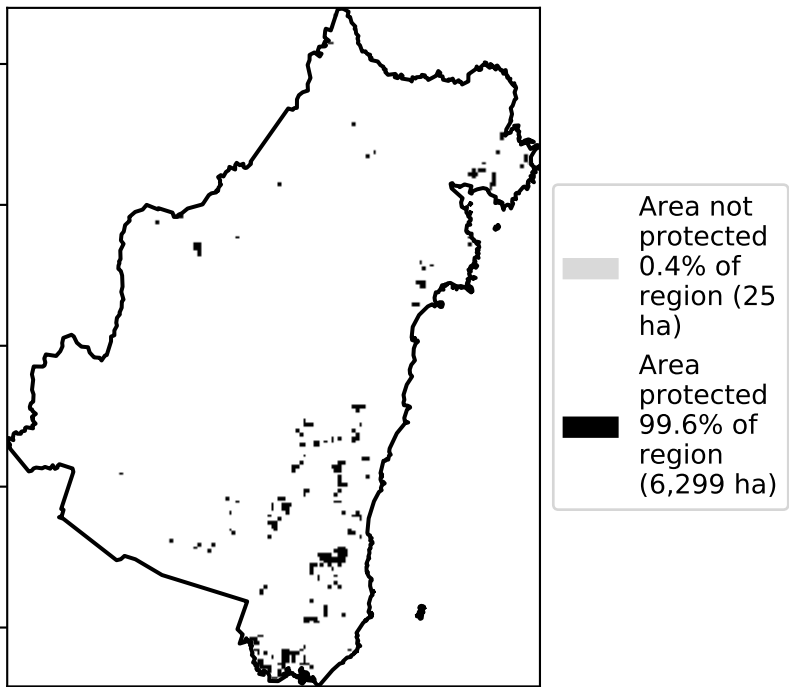 Area not
protected
0.4% of
region (25
ha)
Area
protected
99.6% of
region
(6,299 ha)